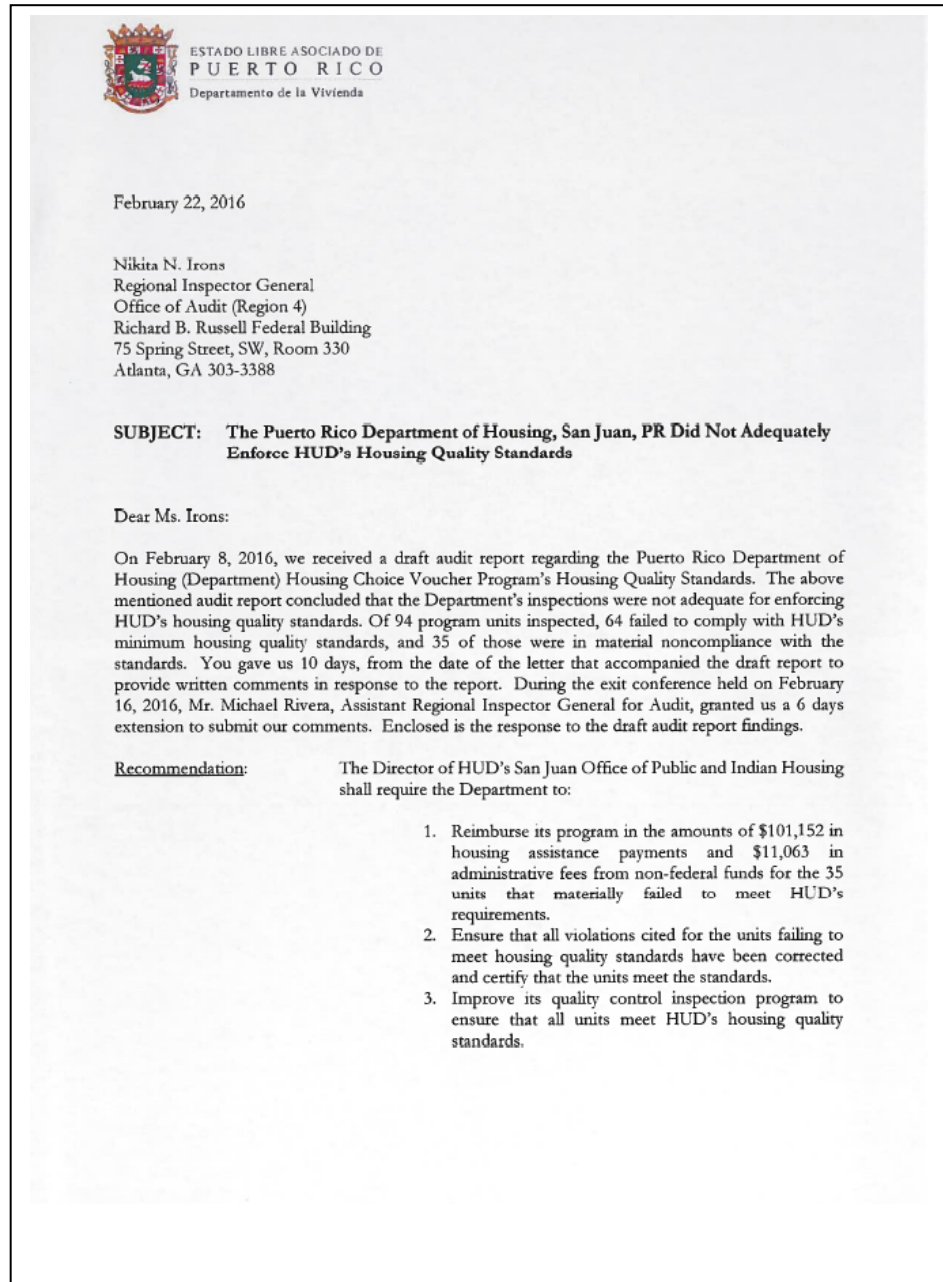 ESTADO LIBRE ASOCIADO DE
PUERTO RICO
Departamento de la Vivienda
February 22, 2016
Nikita N. Irons
Regional Inspector General
Office of Audit (Region 4)
Richard B. Russell Federal Building
75 Spring Street, SW, Room 330
Atlanta, GA 303-3388
SUBJECT: The Puerto Rico Department of Housing, San Juan, PR Did Not Adequately
Enforce HUD's Housing Quality Standards
Dear Ms. Irons:
On February 8, 2016, we received a draft audit report regarding the Puerto Rico Department of
Housing (Department) Housing Choice Voucher Program's Housing Quality Standards. The above
mentioned audit report concluded that the Department's inspections were not adequate for enforcing
HUD's housing quality standards. Of 94 program units inspected, 64 failed to comply with HUD's
minimum housing quality standards, and 35 of those were in material noncompliance with the
standards. You gave us 10 days, from the date of the letter that accompanied the draft report to
provide written comments in response to the report. During the exit conference held on February
16, 2016, Mr. Michael Rivera, Assistant Regional Inspector General for Audit, granted us a 6 days
extension to submit our comments. Enclosed is the response to the draft audit report findings.
Recommendation: The Director of HUD's San Juan Office of Public and Indian Housing
shall require the Department to:
1. Reimburse its program in the amounts of $101,152 in
housing assistance payments and $11,063 in
administrative fees from non-federal funds for the 35
units that materially failed to meet HUD's
requirements.
2. Ensure that all violations cited for the units failing to
meet housing quality standards have been corrected
and certify that the units meet the standards.
3. Improve its quality control inspection program to
ensure that all units meet HUD's housing quality
standards.